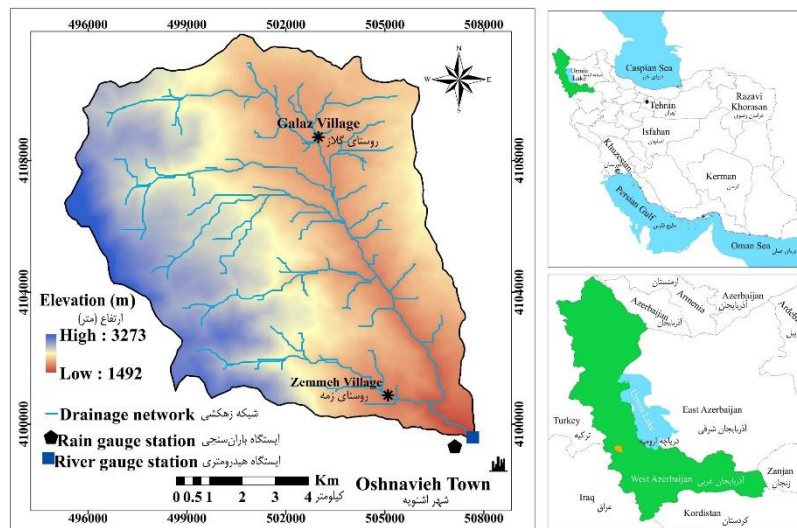 496000 499000 502000 505000 508000
4108000
4104000
4100000
N
W E
S
Galaz Village
روستای گلاز
Zemmeh Village
روستای زمه
Elevation (m)
ارتفاع (متر)
High : 3273
Low : 1492
Drainage network شبکه زهکشی
Rain gauge station ایستگاه باران‌سنجی
River gauge station ایستگاه هیدرومتری
Km
0 0.5 1 2 3 4 کیلومتر
Oshnavieh Town
شهر اشنویه
4108000
4104000
4100000
496000 499000 502000 505000 508000
Urmia
Lake
Caspian Sea
دریای خزر
Tehran
تهران
Razavi
Khorasan
خراسان رضوی
Isfahan
اصفهان
Khuzestan
خوزستان
Kerman
کرمان
Persian Gulf
خلیج فارس
Oman Sea
دریای عمان
ارمنستان
Armenia
Azerbaijan
آذربایجان
Azerbaijan
آذربایجان
Turkey
ترکیه
Urmia Lake
دریاچه ارومیه
East Azerbaijan
آذربایجان شرقی
West Azerbaijan آذربایجان غربی
Zanjan
زنجان
Iraq
عراق
Kordistan
کردستان